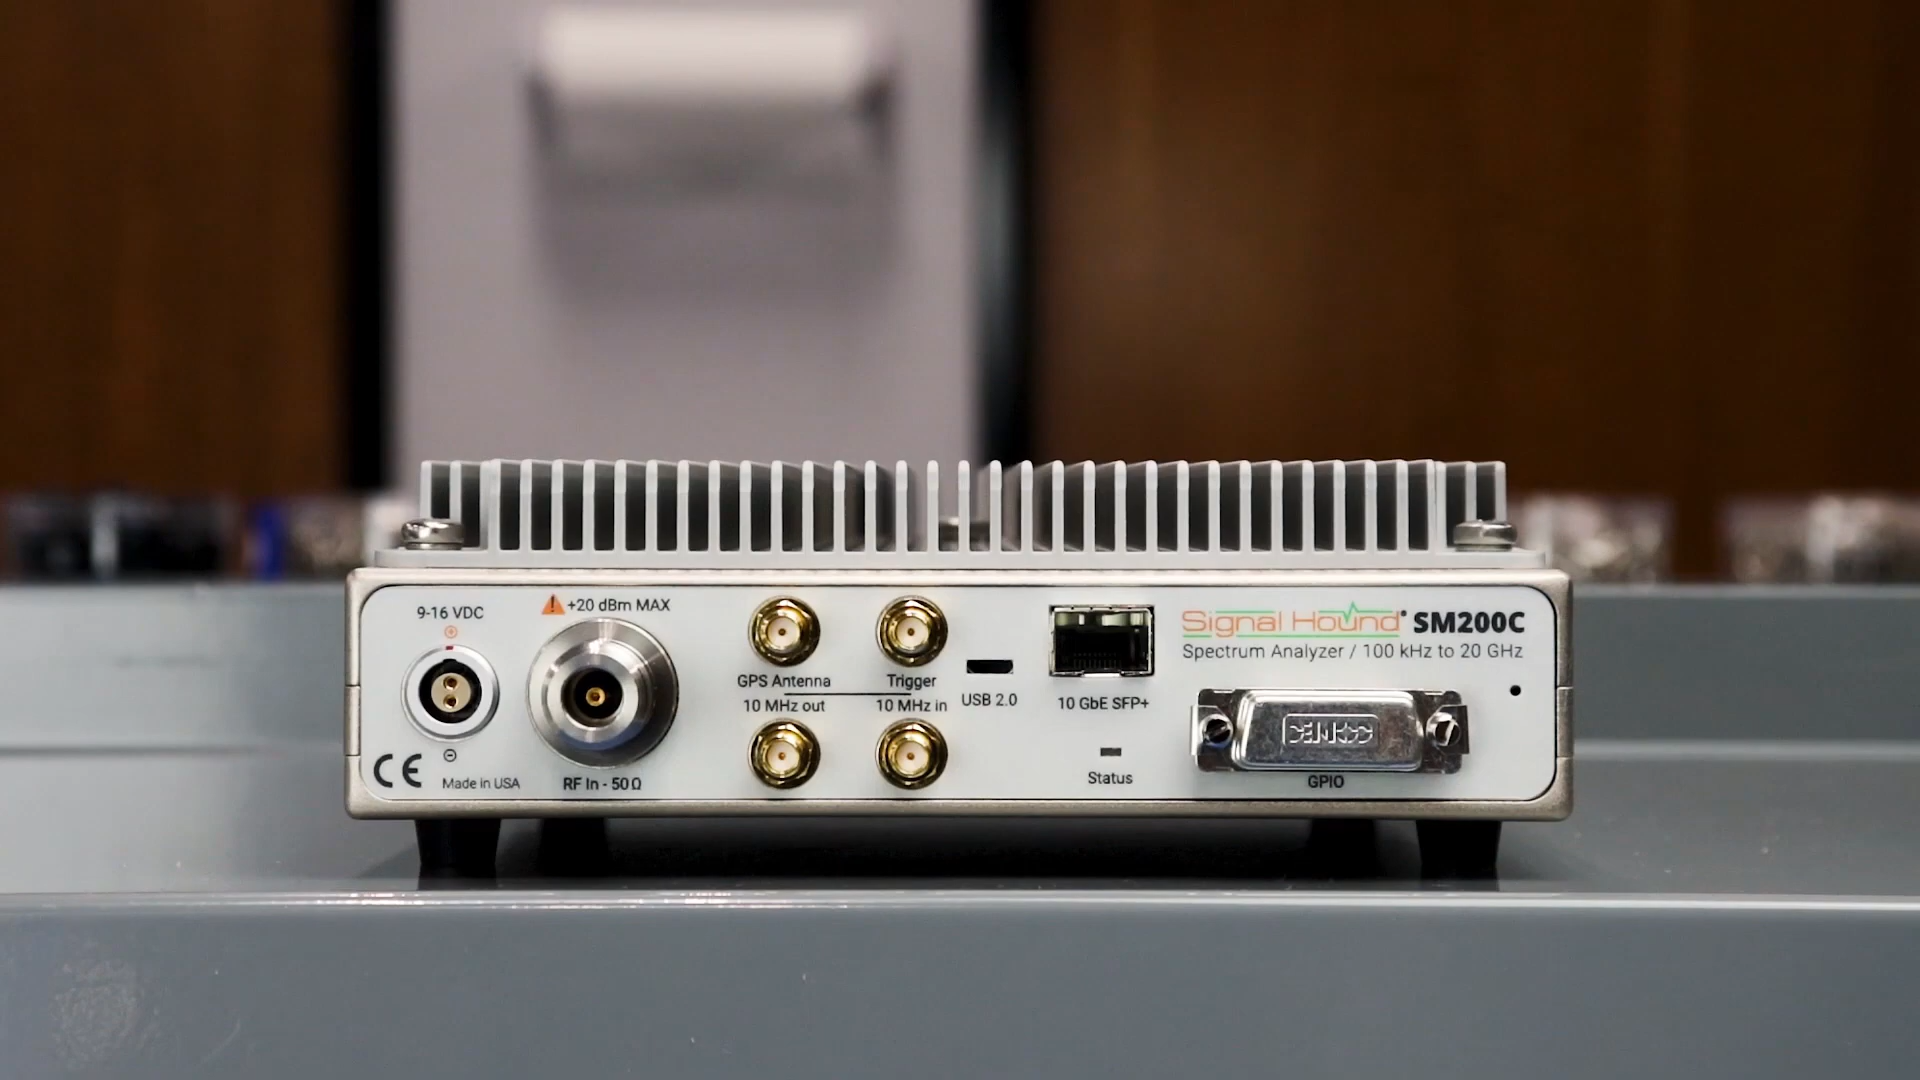 9-16 VDC
+20 dBm MAX
RF In - 50 Ω
CE
Made in USA
GPS Antenna
10 MHz out
Trigger
10 MHz in
USB 2.0
10 GbE SFP+
Status
Signal Hound® SM200C
Spectrum Analyzer / 100 kHz to 20 GHz
GPIO